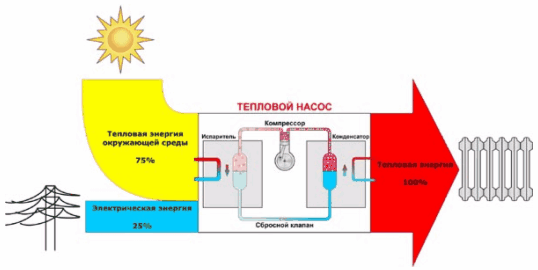 ТЕПЛОВОЙ НАСОС
Компрессор
Испаритель
Конденсатор
Тепловая энергия
окружающей среды
75%
Тепловая энергия
100%
Электрическая энергия
25%
Сбросной клапан